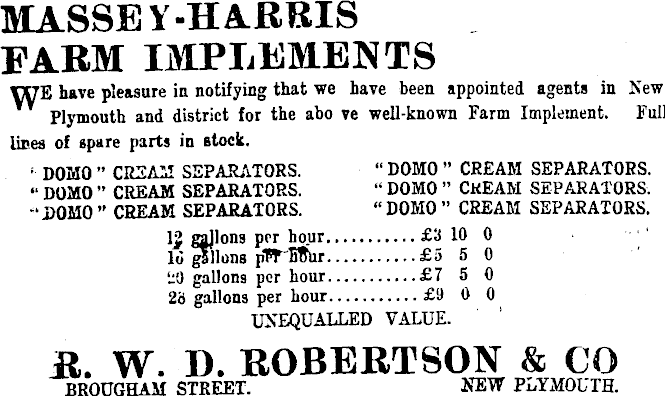 MASSEY-HARRIS
FARM IMPLEMENTS
WE have pleasure in notifying that we have been appointed agents in New
Plymouth and district for the abo ve well-known Farm Implement. Full
lines of spare parts in stock.
"DOMO" CREAM SEPARATORS. "DOMO" CREAM SEPARATORS.
"DOMO" CREAM SEPARATORS. "DOMO" CREAM SEPARATORS.
"DOMO" CREAM SEPARATORS. "DOMO" CREAM SEPARATORS.
12 gallons per hour...........£3 10 0
16 gallons per hour...........£5 5 0
20 gallons per hour...........£7 5 0
28 gallons per hour...........£9 0 0
UNEQUALLED VALUE.
R. W. D. ROBERTSON & CO
BROUGHAM STREET. NEW PLYMOUTH.